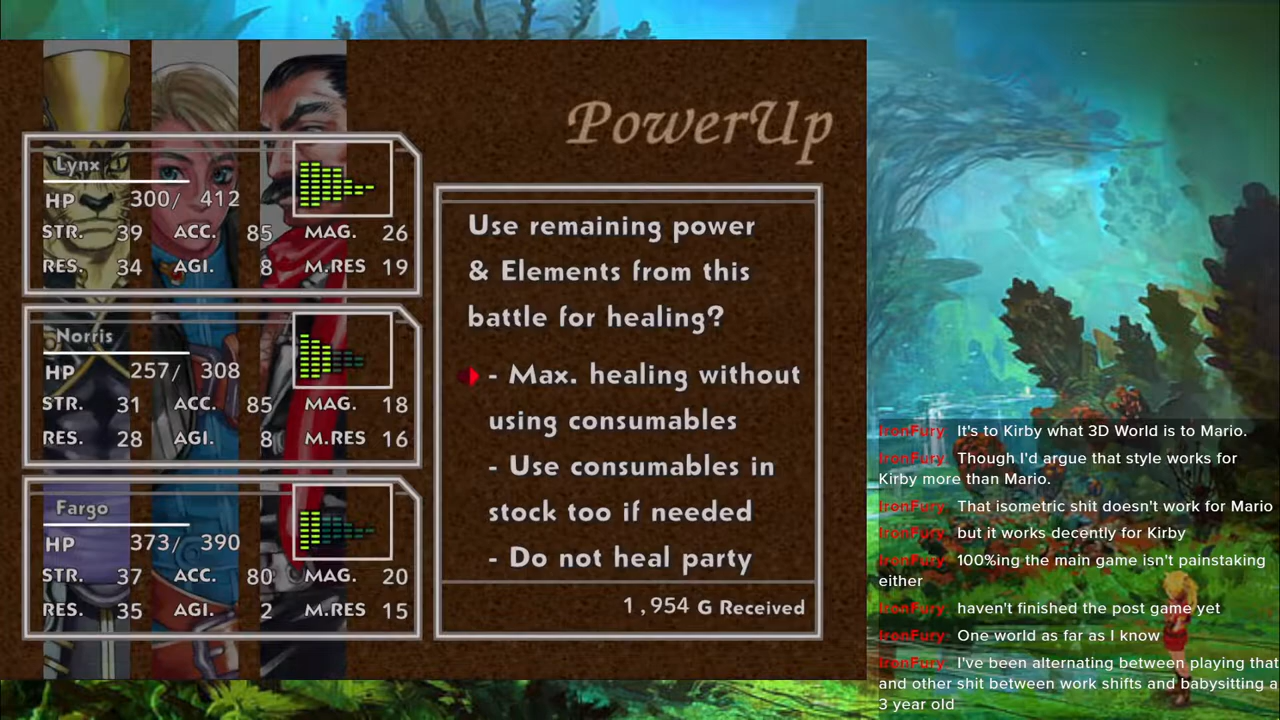 PowerUp
Lynx
HP 300/ 412
STR. 39 ACC. 85 MAG. 26
RES. 34 AGI. 8 M.RES 19
Norris
HP 257/ 308
STR. 31 ACC. 85 MAG. 18
RES. 28 AGI. 8 M.RES 16
Fargo
HP 373/ 390
STR. 37 ACC. 80 MAG. 20
RES. 35 AGI. 2 M.RES 15
Use remaining power
& Elements from this
battle for healing?
- Max. healing without
using consumables
- Use consumables in
stock too if needed
- Do not heal party
1,954 G Received
IronFury It's to Kirby what 3D World is to Mario.
IronFury Though I'd argue that style works for
Kirby more than Mario.
IronFury That isometric shit doesn't work for Mario
IronFury but it works decently for Kirby
IronFury 100%ing the main game isn't painstaking
either
IronFury haven't finished the post game yet
IronFury One world as far as I know
IronFury I've been alternating between playing that
and other shit between work shifts and babysitting a
3 year old